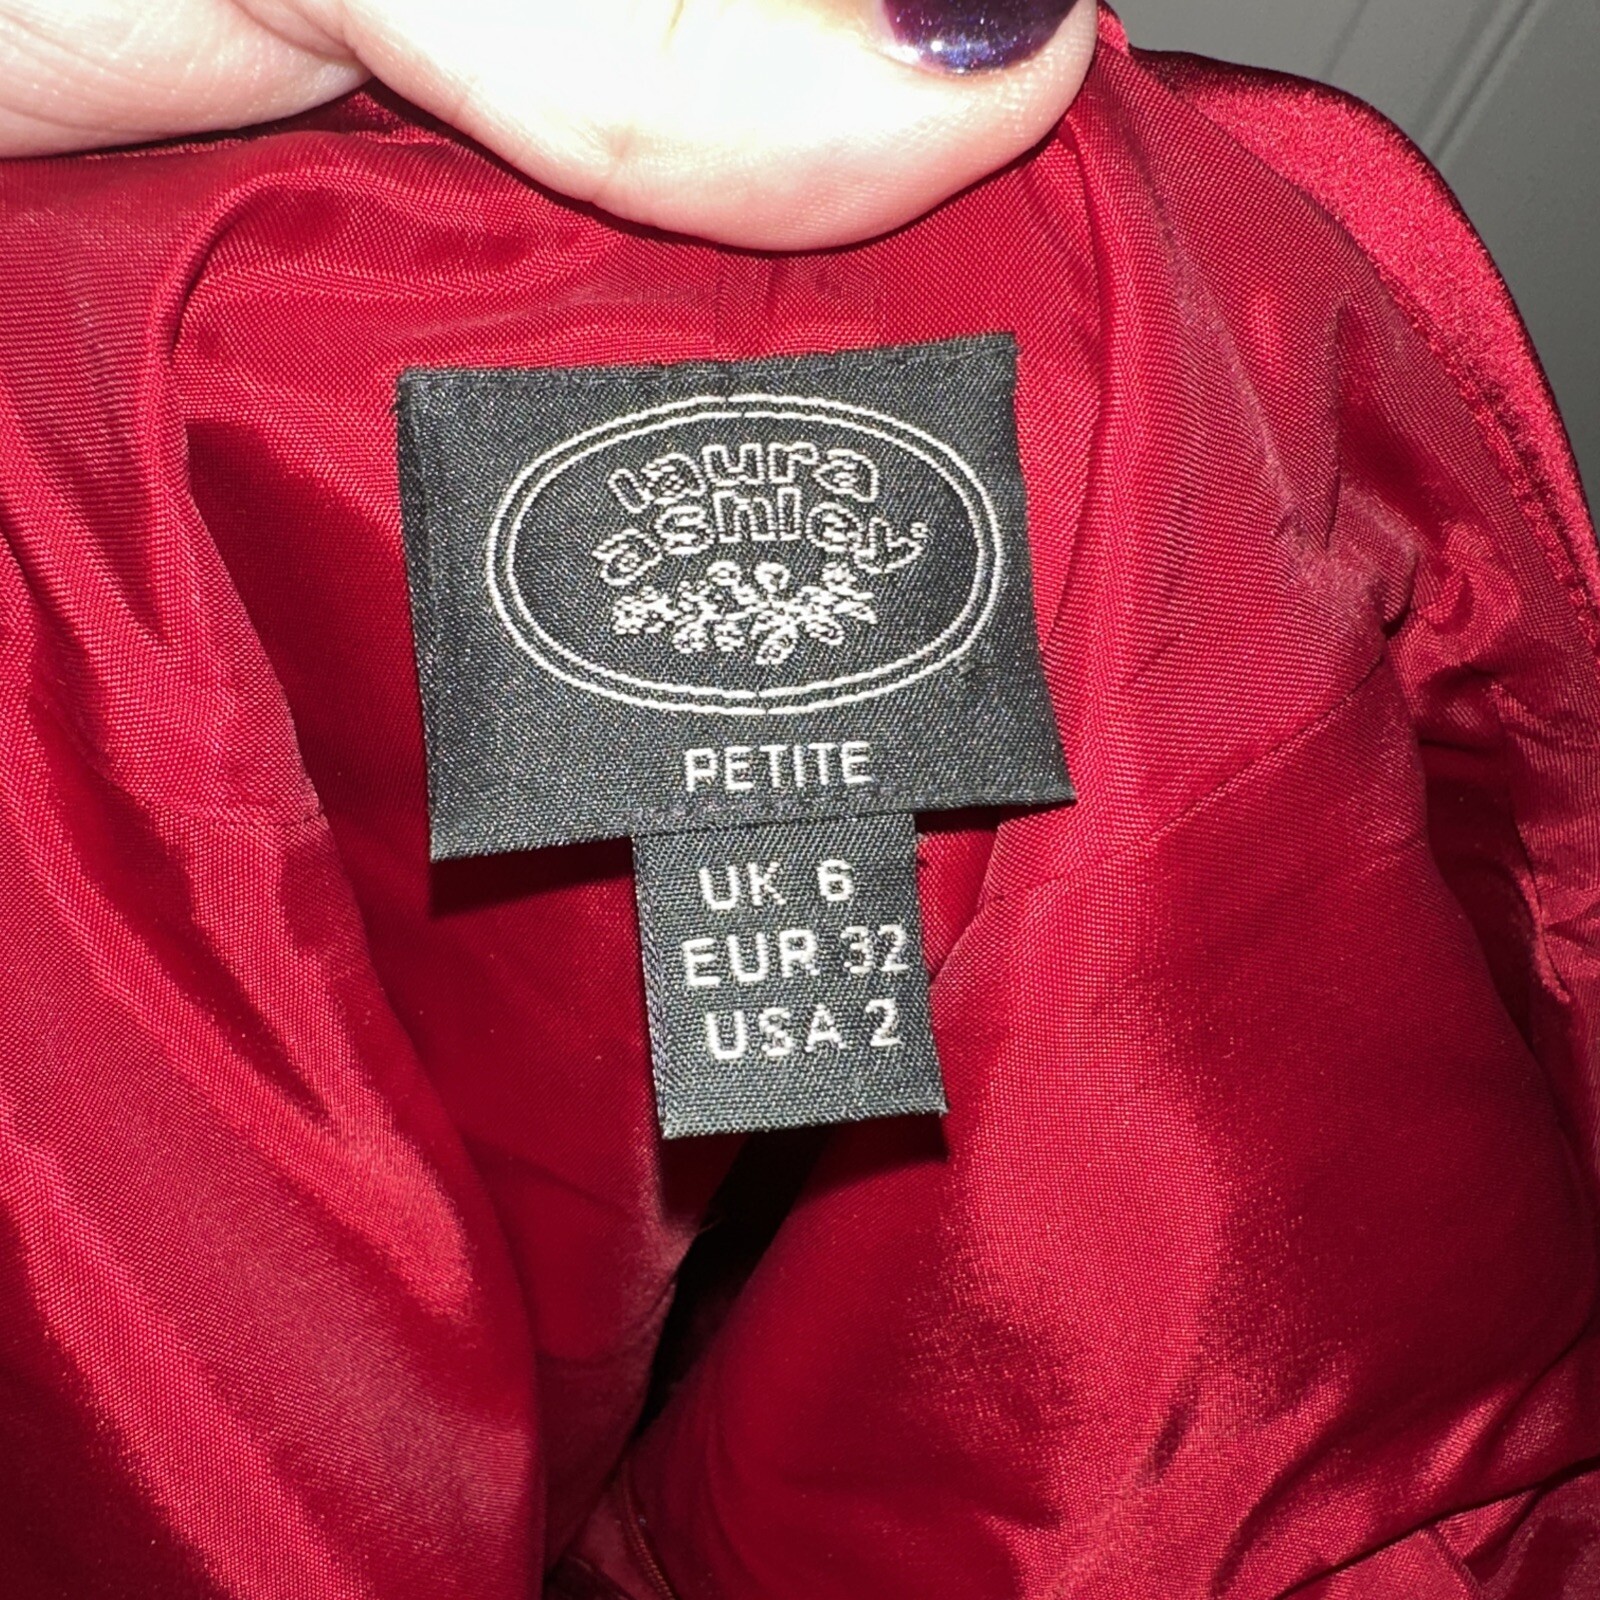 laura
ashley
PETITE
UK 6
EUR 32
USA 2